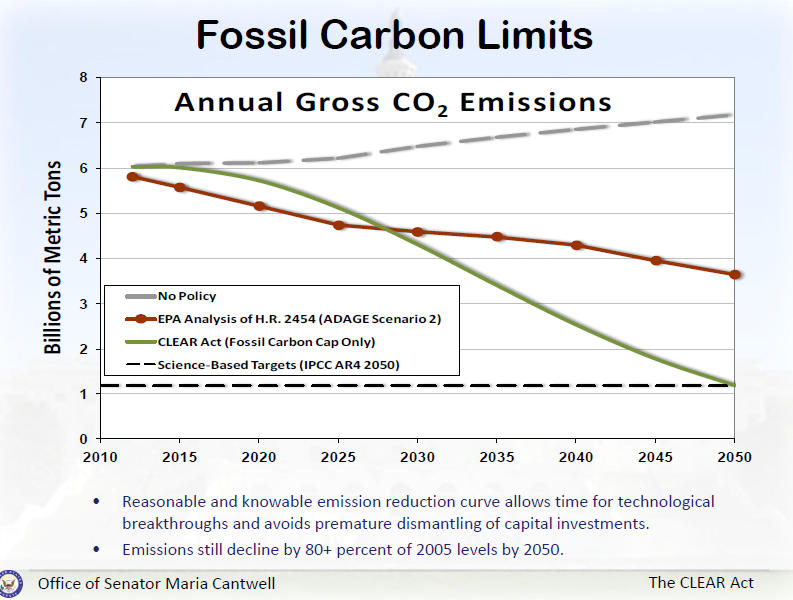 Fossil Carbon Limits
Annual Gross CO₂ Emissions
Billions of Metric Tons
8
7
6
5
4
3
2
1
0
No Policy
EPA Analysis of H.R. 2454 (ADAGE Scenario 2)
CLEAR Act (Fossil Carbon Cap Only)
Science-Based Targets (IPCC AR4 2050)
2010 2015 2020 2025 2030 2035 2040 2045 2050
• Reasonable and knowable emission reduction curve allows time for technological
breakthroughs and avoids premature dismantling of capital investments.
• Emissions still decline by 80+ percent of 2005 levels by 2050.
Office of Senator Maria Cantwell
The CLEAR Act